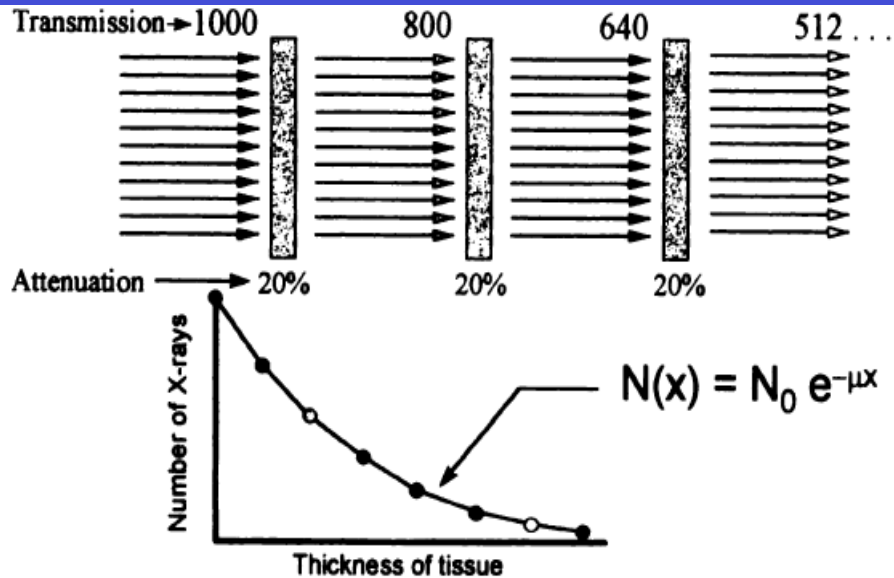 Transmission→1000 800 640 512 ...
Attenuation → 20% 20% 20%
Number of X-rays
N(x) = N₀ e⁻μx
Thickness of tissue